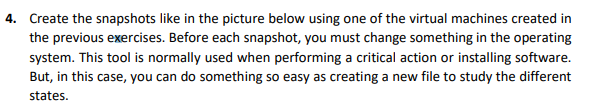 4. Create the snapshots like in the picture below using one of the virtual machines created in
the previous exercises. Before each snapshot, you must change something in the operating
system. This tool is normally used when performing a critical action or installing software.
But, in this case, you can do something so easy as creating a new file to study the different
states.